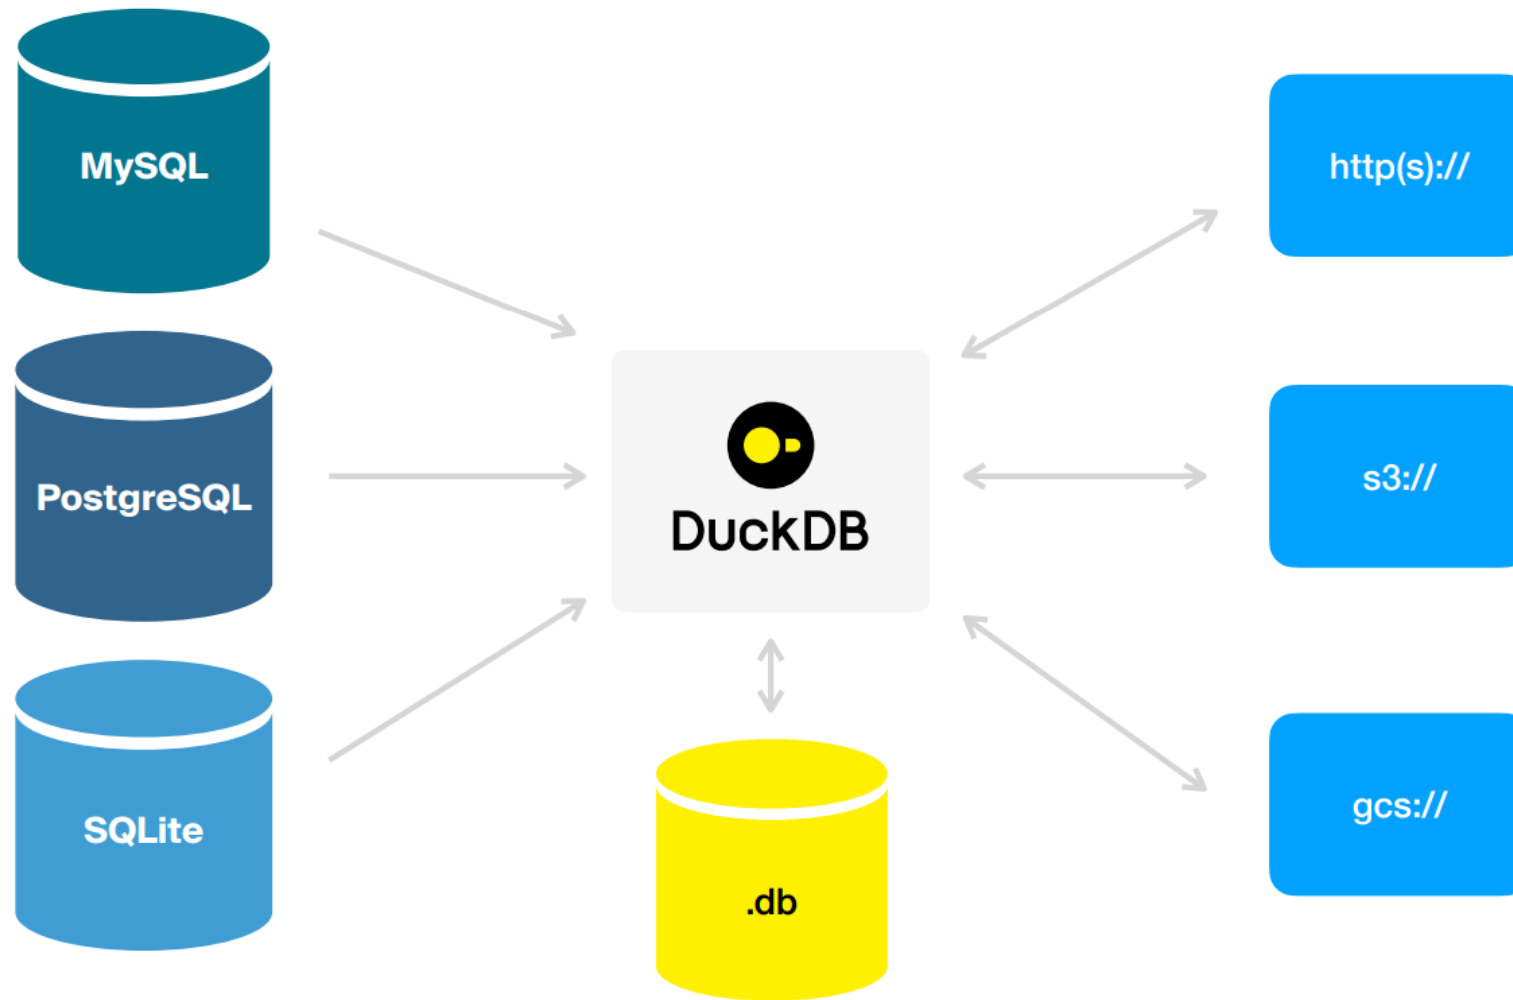 MySQL
http(s)://
PostgreSQL
DuckDB
s3://
SQLite
.db
gcs://